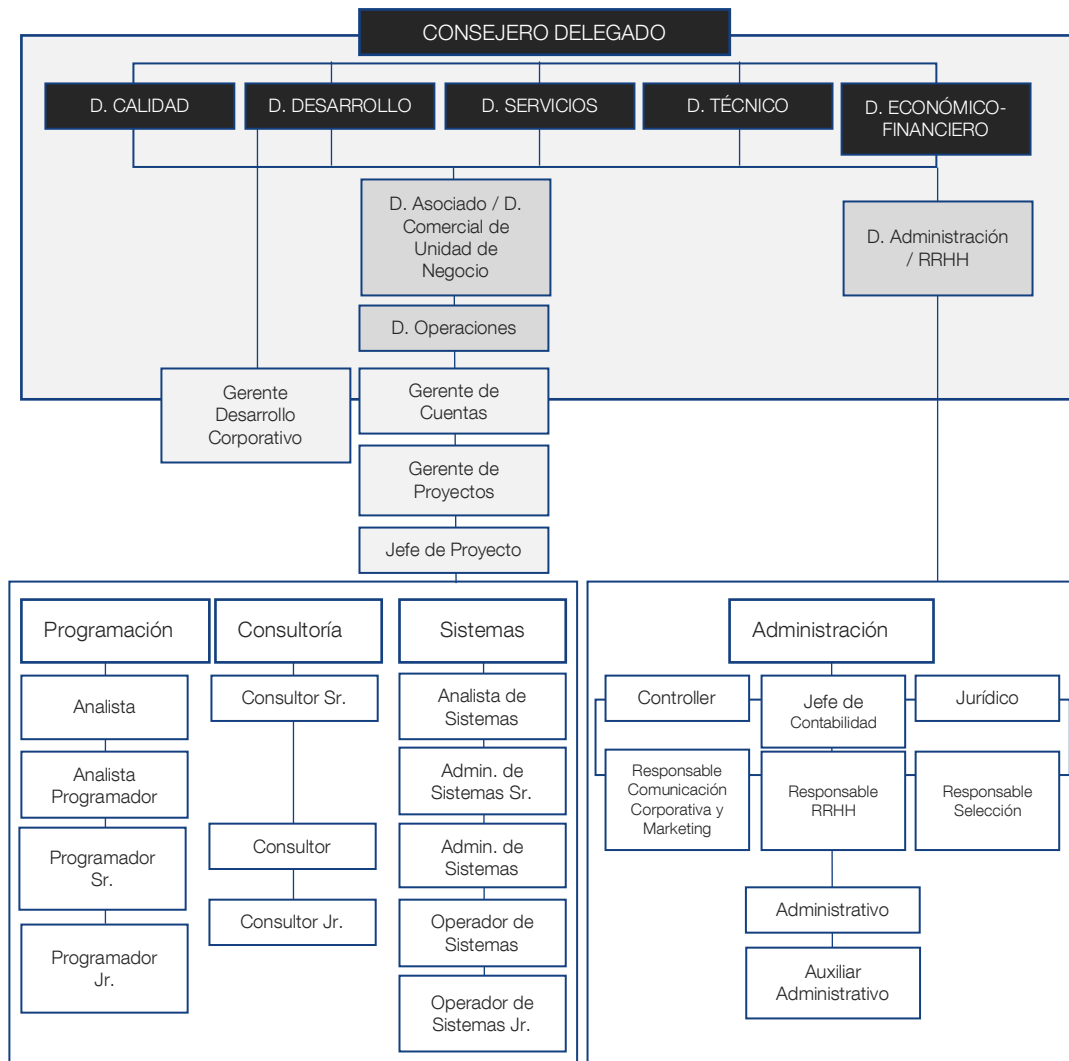 CONSEJERO DELEGADO
D. CALIDAD
D. DESARROLLO
D. SERVICIOS
D. TÉCNICO
D. ECONÓMICO-
FINANCIERO
D. Asociado / D.
Comercial de
Unidad de
Negocio
D. Administración
/ RRHH
D. Operaciones
Gerente
Desarrollo
Corporativo
Gerente de
Cuentas
Gerente de
Proyectos
Jefe de Proyecto
Programación
Analista
Analista
Programador
Programador
Sr.
Programador
Jr.
Consultoría
Consultor Sr.
Consultor
Consultor Jr.
Sistemas
Analista de
Sistemas
Admin. de
Sistemas Sr.
Admin. de
Sistemas
Operador de
Sistemas
Operador de
Sistemas Jr.
Administración
Controller
Jefe de
Contabilidad
Jurídico
Responsable
Comunicación
Corporativa y
Marketing
Responsable
RRHH
Responsable
Selección
Administrativo
Auxiliar
Administrativo